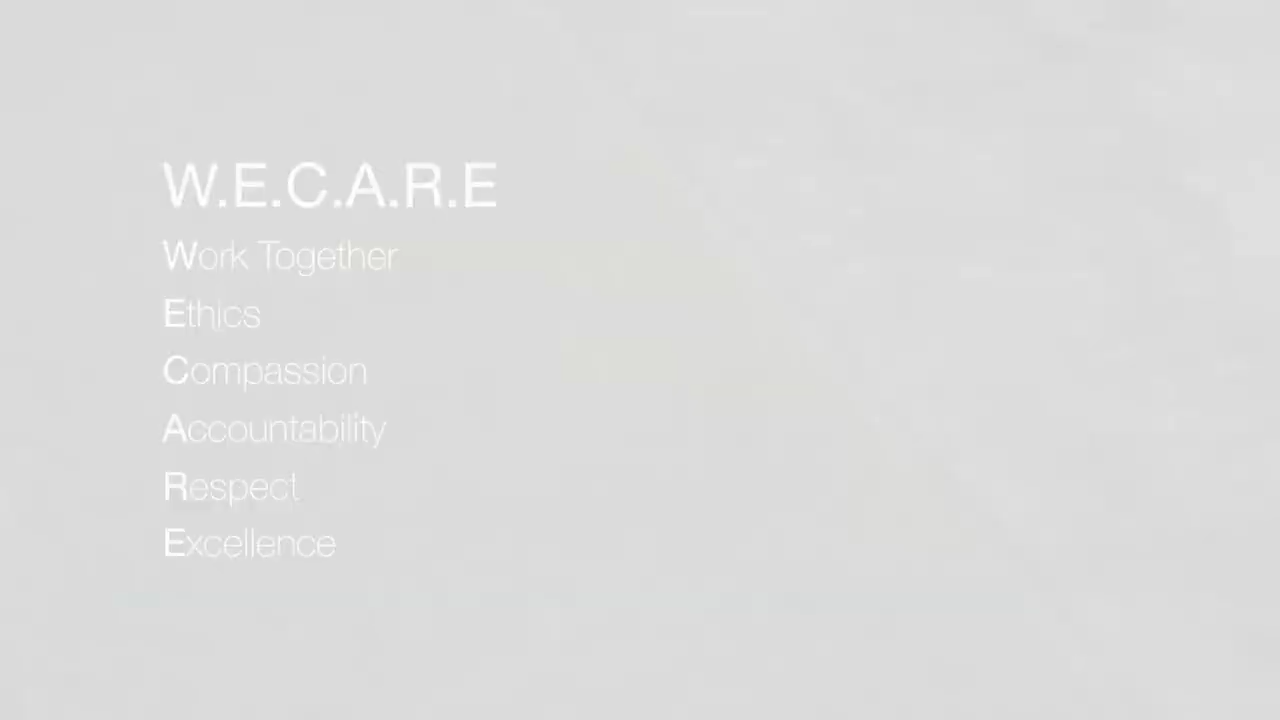 W.E.C.A.R.E
Work Together
Ethics
Compassion
Accountability
Respect
Excellence